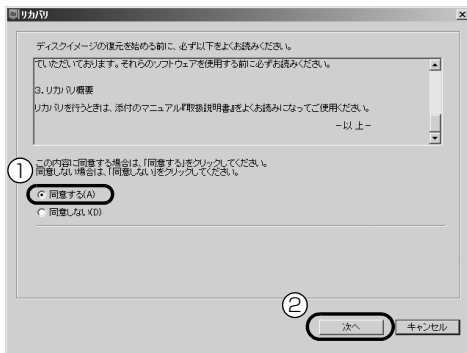 リカバリ
ディスクイメージの復元を始める前に、必ず以下をよくお読みください。
ていただいております。それらのソフトウェアを使用する前に必ずお読みください。
3. リカバリ概要
リカバリを行うときは、添付のマニュアル『取扱説明書』をよくお読みになってご使用ください。
－以 上－
①
この内容に同意する場合は、「同意する」をクリックしてください。
同意しない場合は、「同意しない」をクリックしてください。
同意する(A)
同意しない(D)
②
次へ
キャンセル